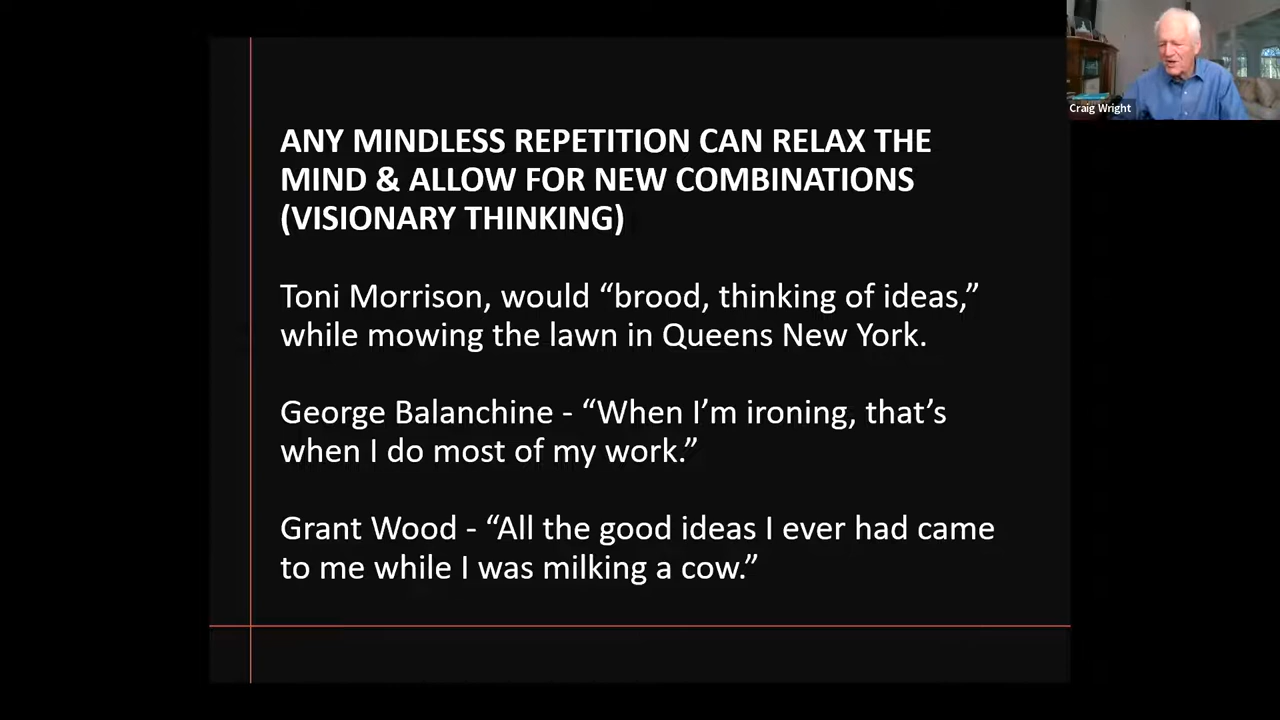 Craig Wright
ANY MINDLESS REPETITION CAN RELAX THE
MIND & ALLOW FOR NEW COMBINATIONS
(VISIONARY THINKING)
Toni Morrison, would “brood, thinking of ideas,”
while mowing the lawn in Queens New York.
George Balanchine - “When I’m ironing, that’s
when I do most of my work.”
Grant Wood - “All the good ideas I ever had came
to me while I was milking a cow.”